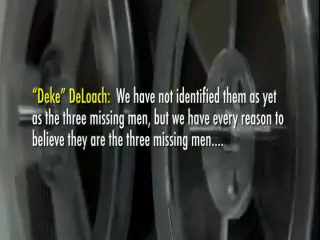 “Deke” DeLoach: We have not identified them as yet
as the three missing men, but we have every reason to
believe they are the three missing men....